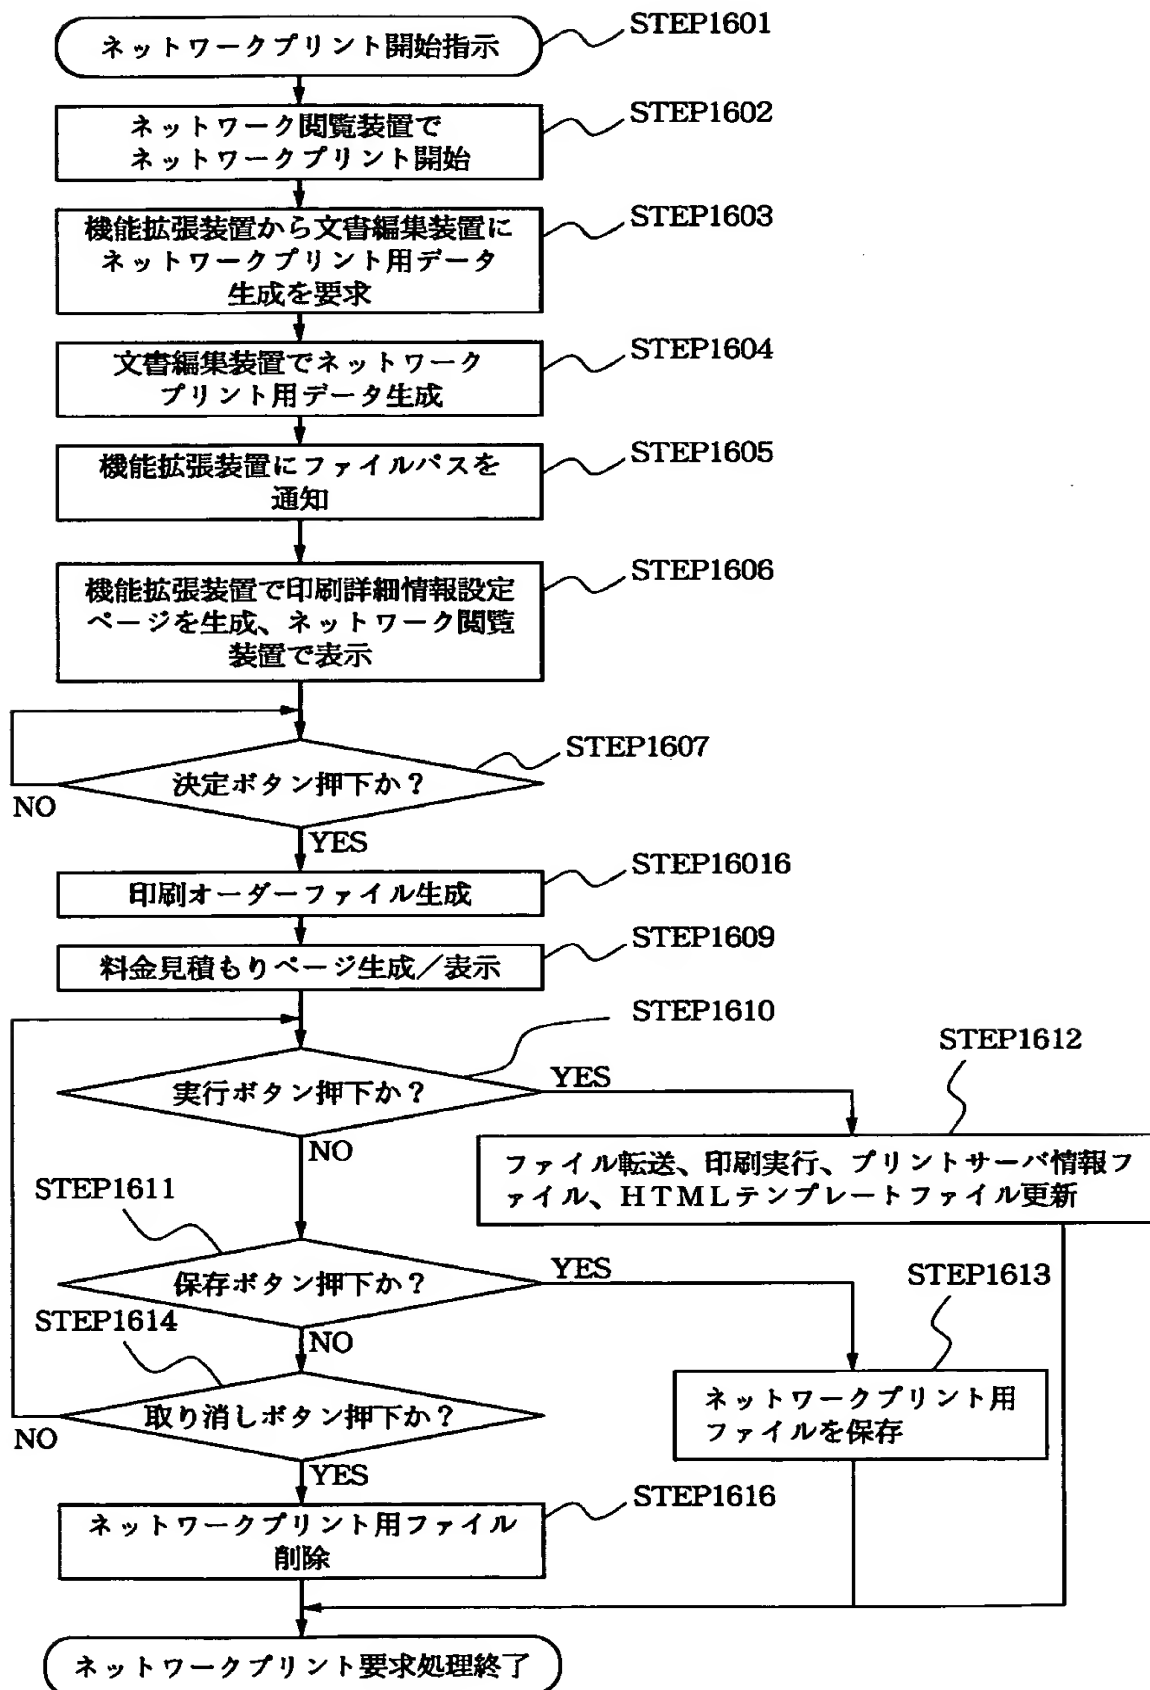 ネットワークプリント開始指示
STEP1601
ネットワーク閲覧装置で
ネットワークプリント開始
STEP1602
機能拡張装置から文書編集装置に
ネットワークプリント用データ
生成を要求
STEP1603
文書編集装置でネットワーク
プリント用データ生成
STEP1604
機能拡張装置にファイルパスを
通知
STEP1605
機能拡張装置で印刷詳細情報設定
ページを生成、ネットワーク閲覧
装置で表示
STEP1606
決定ボタン押下か？
STEP1607
NO
YES
印刷オーダーファイル生成
STEP16016
料金見積もりページ生成／表示
STEP1609
実行ボタン押下か？
STEP1610
YES
NO
STEP1612
ファイル転送、印刷実行、プリントサーバ情報フ
ァイル、ＨＴＭＬテンプレートファイル更新
STEP1611
保存ボタン押下か？
YES
NO
STEP1613
ネットワークプリント用
ファイルを保存
STEP1614
取り消しボタン押下か？
NO
YES
ネットワークプリント用ファイル
削除
STEP1616
ネットワークプリント要求処理終了